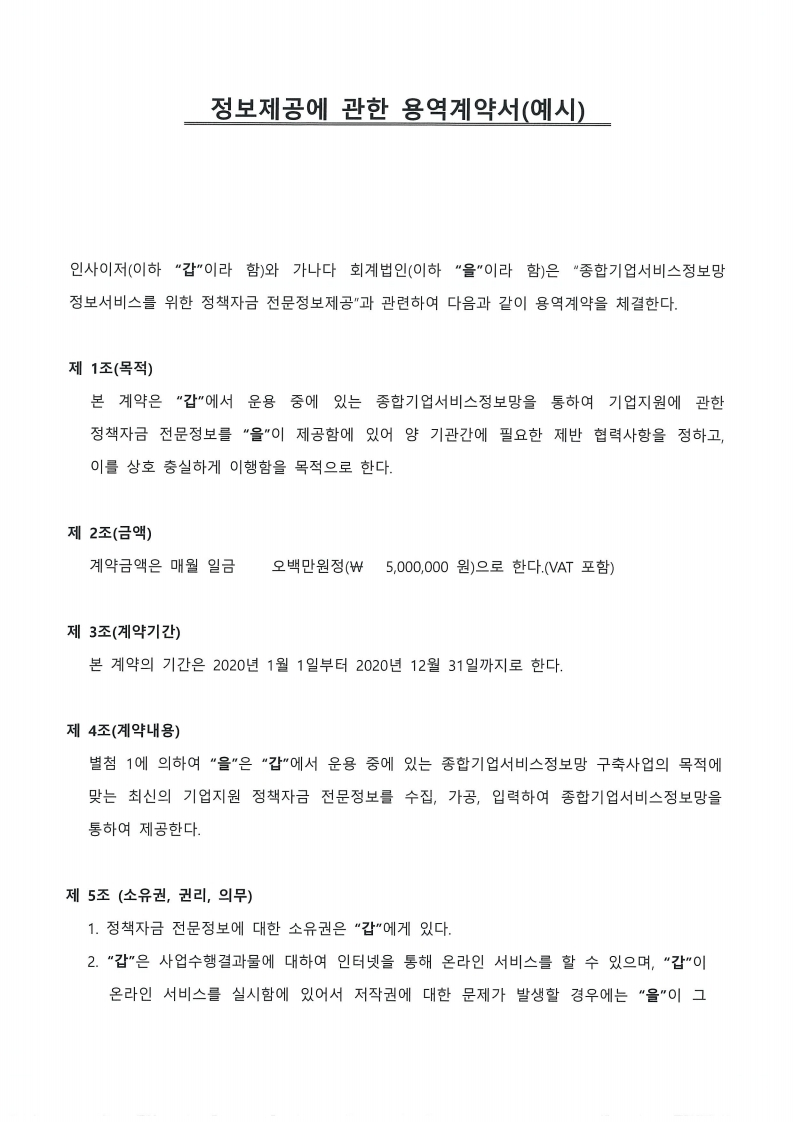 정보제공에 관한 용역계약서(예시)
인사이저(이하 “갑”이라 함)와 가나다 회계법인(이하 “을”이라 함)은 “종합기업서비스정보망
정보서비스를 위한 정책자금 전문정보제공”과 관련하여 다음과 같이 용역계약을 체결한다.
제 1조(목적)
본 계약은 “갑”에서 운용 중에 있는 종합기업서비스정보망을 통하여 기업지원에 관한
정책자금 전문정보를 “을”이 제공함에 있어 양 기관간에 필요한 제반 협력사항을 정하고,
이를 상호 충실하게 이행함을 목적으로 한다.
제 2조(금액)
계약금액은 매월 일금 오백만원정(₩ 5,000,000 원)으로 한다.(VAT 포함)
제 3조(계약기간)
본 계약의 기간은 2020년 1월 1일부터 2020년 12월 31일까지로 한다.
제 4조(계약내용)
별첨 1에 의하여 “을”은 “갑”에서 운용 중에 있는 종합기업서비스정보망 구축사업의 목적에
맞는 최신의 기업지원 정책자금 전문정보를 수집, 가공, 입력하여 종합기업서비스정보망을
통하여 제공한다.
제 5조 (소유권, 권리, 의무)
1. 정책자금 전문정보에 대한 소유권은 “갑”에게 있다.
2. “갑”은 사업수행결과물에 대하여 인터넷을 통해 온라인 서비스를 할 수 있으며, “갑”이
온라인 서비스를 실시함에 있어서 저작권에 대한 문제가 발생할 경우에는 “을”이 그